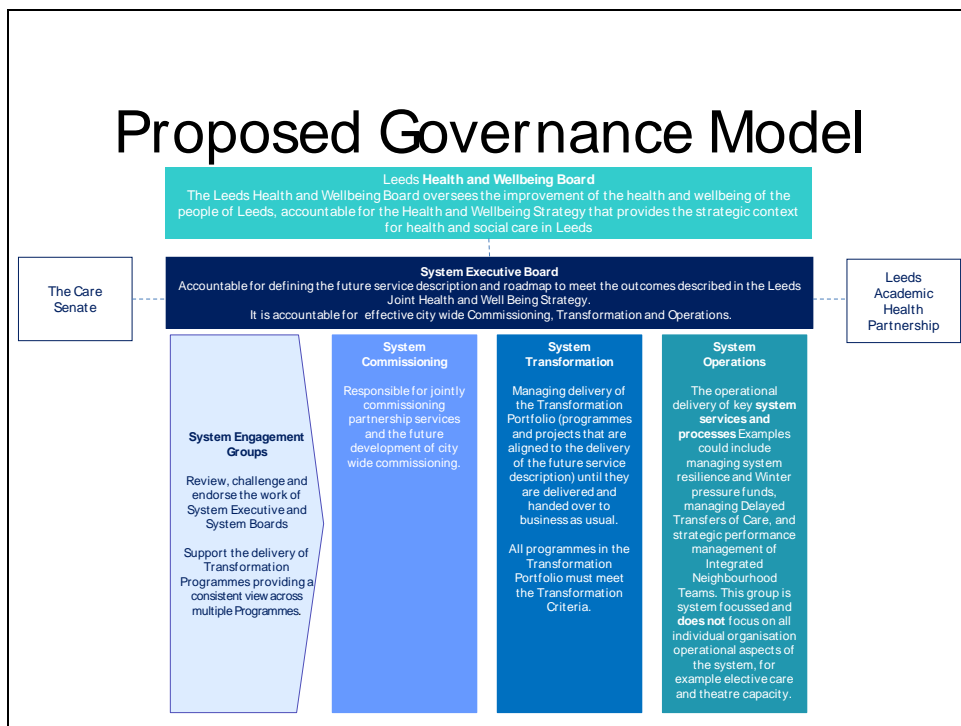 Proposed Governance Model
Leeds Health and Wellbeing Board
The Leeds Health and Wellbeing Board oversees the improvement of the health and wellbeing of the
people of Leeds, accountable for the Health and Wellbeing Strategy that provides the strategic context
for health and social care in Leeds
The Care
Senate
System Executive Board
Accountable for defining the future service description and roadmap to meet the outcomes described in the Leeds
Joint Health and Well Being Strategy.
It is accountable for effective city wide Commissioning, Transformation and Operations.
Leeds
Academic
Health
Partnership
System Engagement
Groups
Review, challenge and
endorse the work of
System Executive and
System Boards
Support the delivery of
Transformation
Programmes providing a
consistent view across
multiple Programmes.
System
Commissioning
Responsible for jointly
commissioning
partnership services
and the future
development of city
wide commissioning.
System
Transformation
Managing delivery of
the Transformation
Portfolio (programmes
and projects that are
aligned to the delivery
of the future service
description) until they
are delivered and
handed over to
business as usual.
All programmes in the
Transformation
Portfolio must meet
the Transformation
Criteria.
System
Operations
The operational
delivery of key system
services and
processes Examples
could include
managing system
resilience and Winter
pressure funds,
managing Delayed
Transfers of Care, and
strategic performance
management of
Integrated
Neighbourhood
Teams. This group is
system focussed and
does not focus on all
individual organisation
operational aspects of
the system, for
example elective care
and theatre capacity.